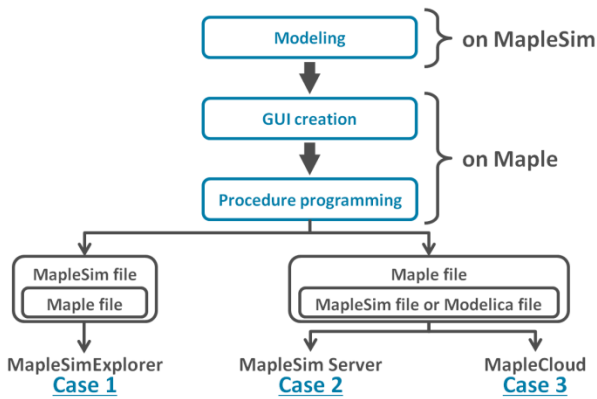 Modeling
on MapleSim
GUI creation
on Maple
Procedure programming
MapleSim file
Maple file
Maple file
MapleSim file or Modelica file
MapleSimExplorer
MapleSim Server
MapleCloud
Case 1
Case 2
Case 3